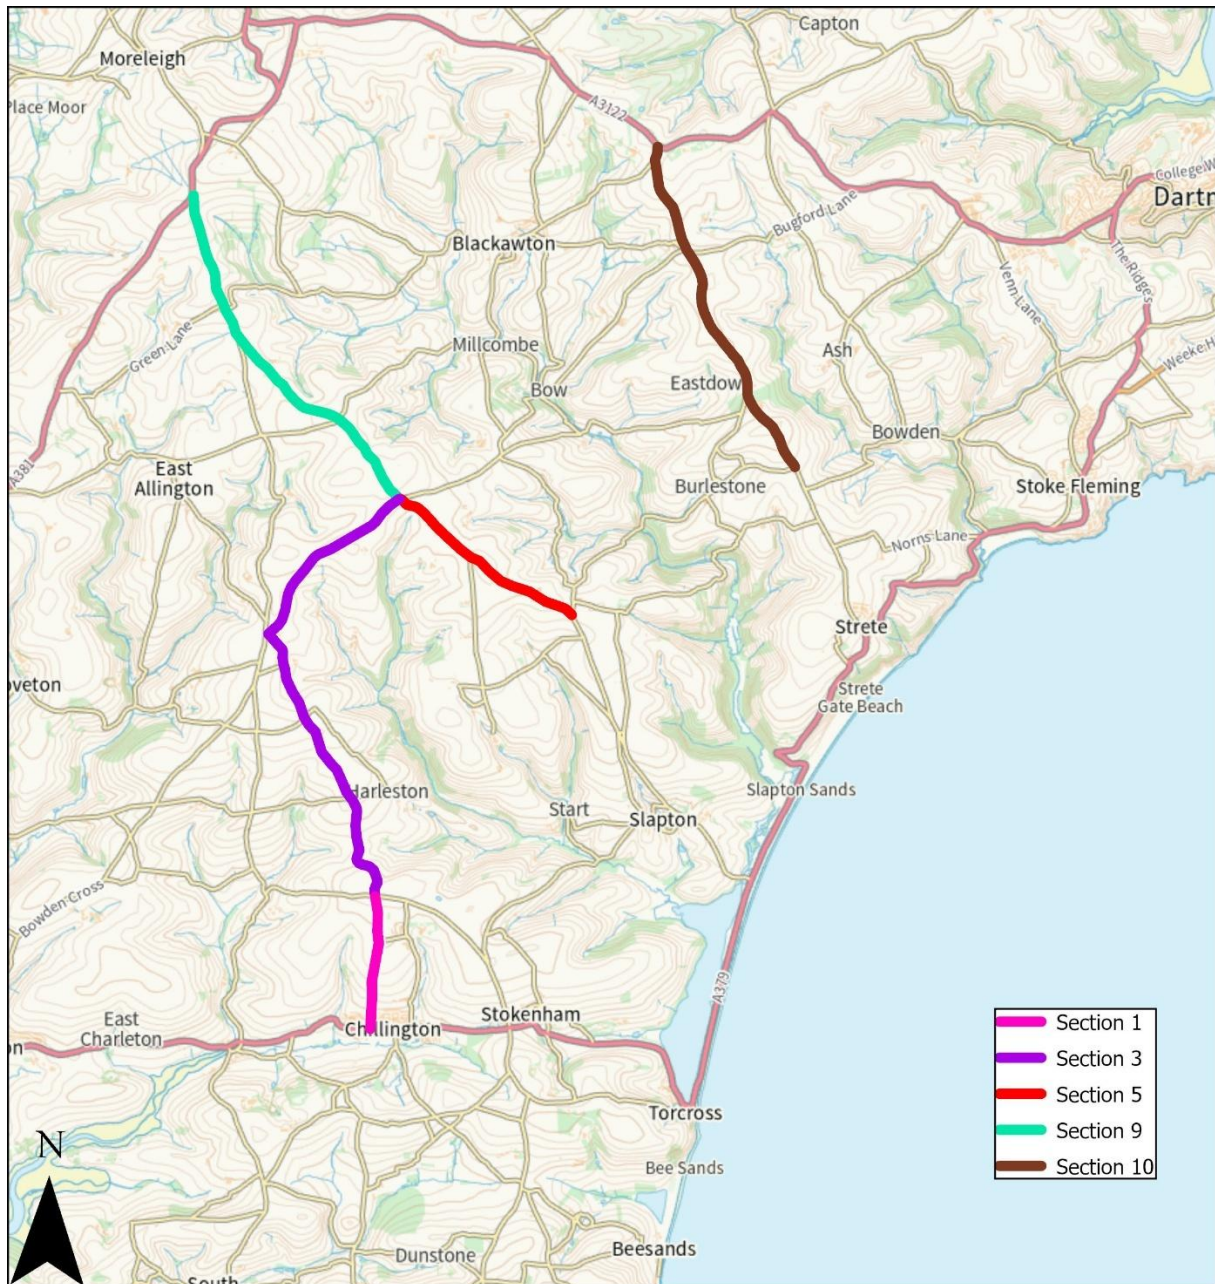 Capton
Moreleigh
Place Moor
A3122
College W
Dartn
Bugford Lane
The Ridges
Blackawton
Venn Lane
Green Lane
Millcombe
Ash
Weeke H
Bow
Eastdow
Bowden
A381
East
Allington
Burlestone
Stoke Fleming
Norns Lane
Strete
oveton
Strete
Gate Beach
Harleston
Slapton Sands
Start
Slapton
Bowden Cross
A379
East
Charleton
Chillington
Stokenham
on
Torcross
Bee Sands
Dunstone
Beesands
South
N
Section 1
Section 3
Section 5
Section 9
Section 10